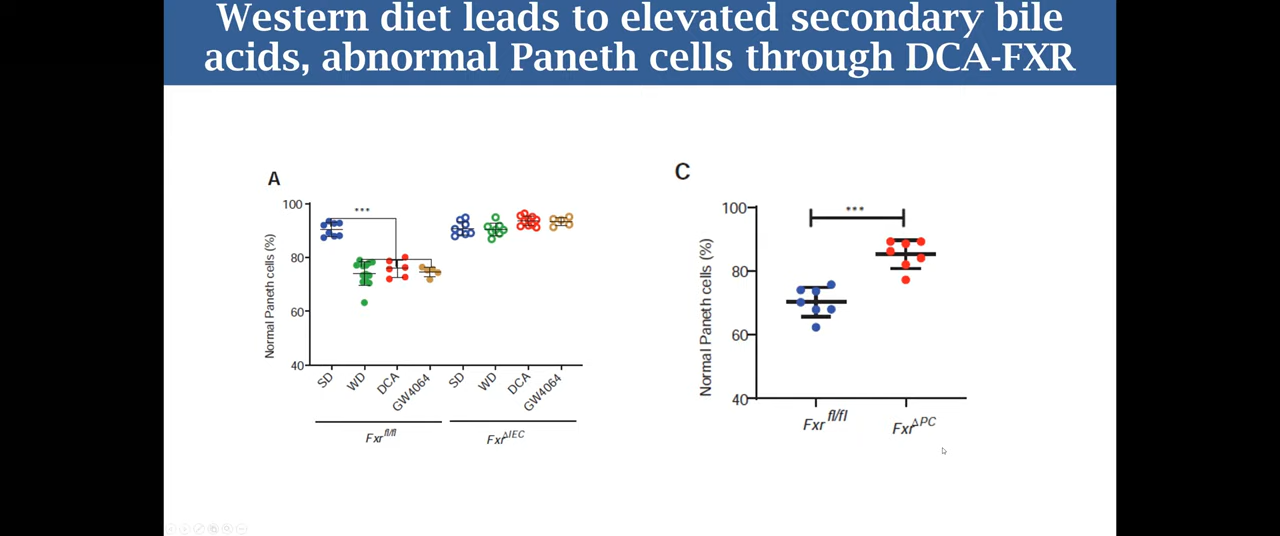 Western diet leads to elevated secondary bile
acids, abnormal Paneth cells through DCA-FXR
A
Normal Paneth cells (%)
100
80
60
40
***
SD
WD
DCA
GW4064
SD
WD
DCA
GW4064
Fxr fl/fl
Fxr ΔIEC
C
Normal Paneth cells (%)
100
80
60
40
***
Fxr fl/fl
Fxr ΔPC